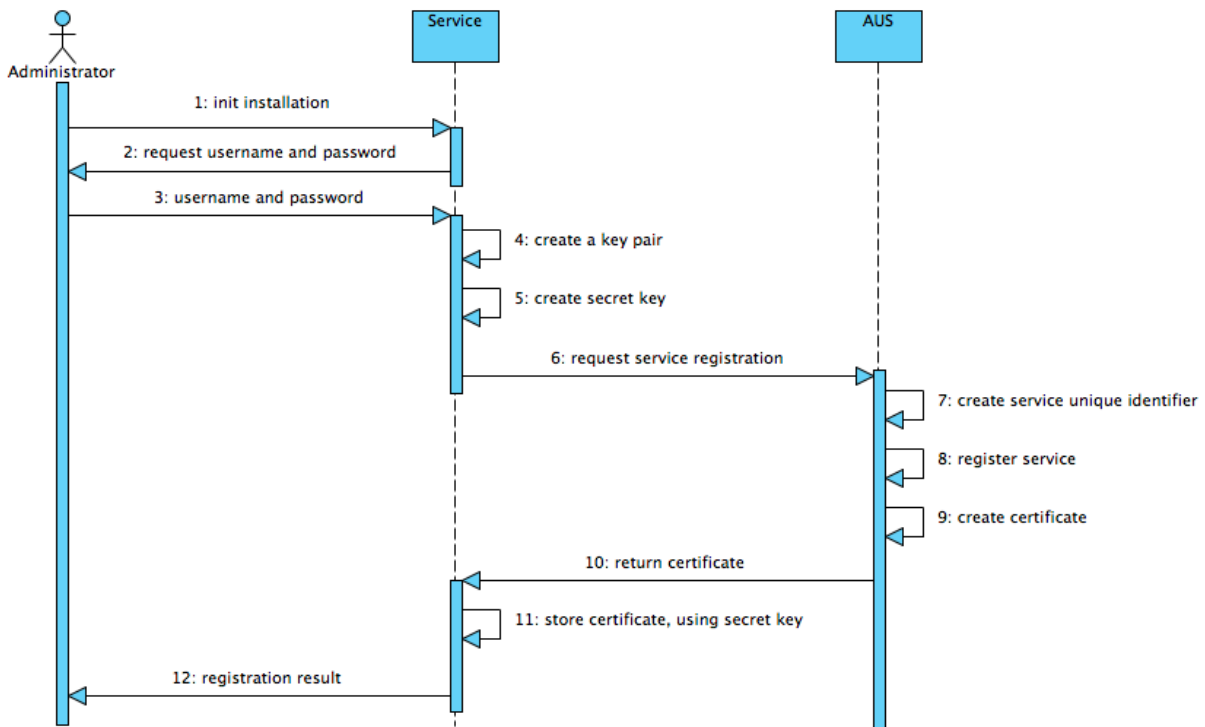 Service
AUS
Administrator
1: init installation
2: request username and password
3: username and password
4: create a key pair
5: create secret key
6: request service registration
7: create service unique identifier
8: register service
9: create certificate
10: return certificate
11: store certificate, using secret key
12: registration result